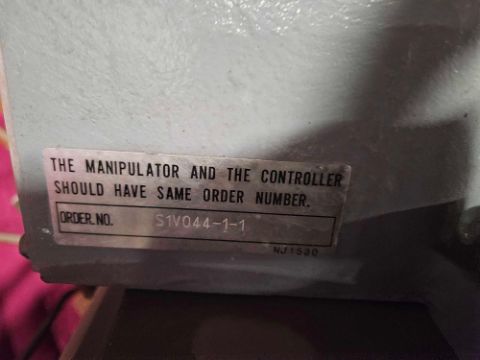 THE MANIPULATOR AND THE CONTROLLER
SHOULD HAVE SAME ORDER NUMBER.
ORDER.NO. S1V044-1-1
NJ1530